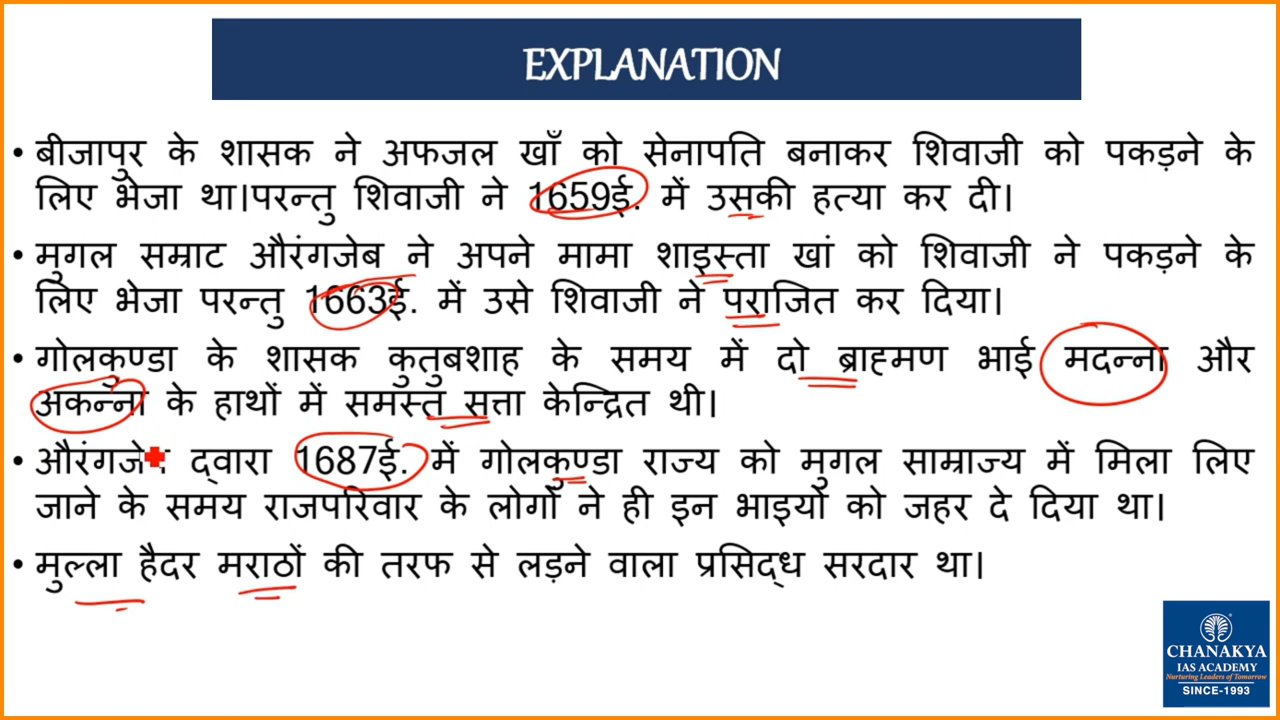 EXPLANATION
• बीजापुर के शासक ने अफजल खाँ को सेनापति बनाकर शिवाजी को पकड़ने के
लिए भेजा था।परन्तु शिवाजी ने 1659ई. में उसकी हत्या कर दी।
• मुगल सम्राट औरंगजेब ने अपने मामा शाइस्ता खां को शिवाजी ने पकड़ने के
लिए भेजा परन्तु 1663ई. में उसे शिवाजी ने पराजित कर दिया।
• गोलकुण्डा के शासक कुतुबशाह के समय में दो ब्राह्मण भाई मदन्ना और
अकन्ना के हाथों में समस्त सत्ता केन्द्रित थी।
• औरंगजेब द्वारा 1687ई. में गोलकुण्डा राज्य को मुगल साम्राज्य में मिला लिए
जाने के समय राजपरिवार के लोगों ने ही इन भाइयों को जहर दे दिया था।
• मुल्ला हैदर मराठों की तरफ से लड़ने वाला प्रसिद्ध सरदार था।
CHANAKYA
IAS ACADEMY
Nurturing Leaders of Tomorrow
SINCE-1993